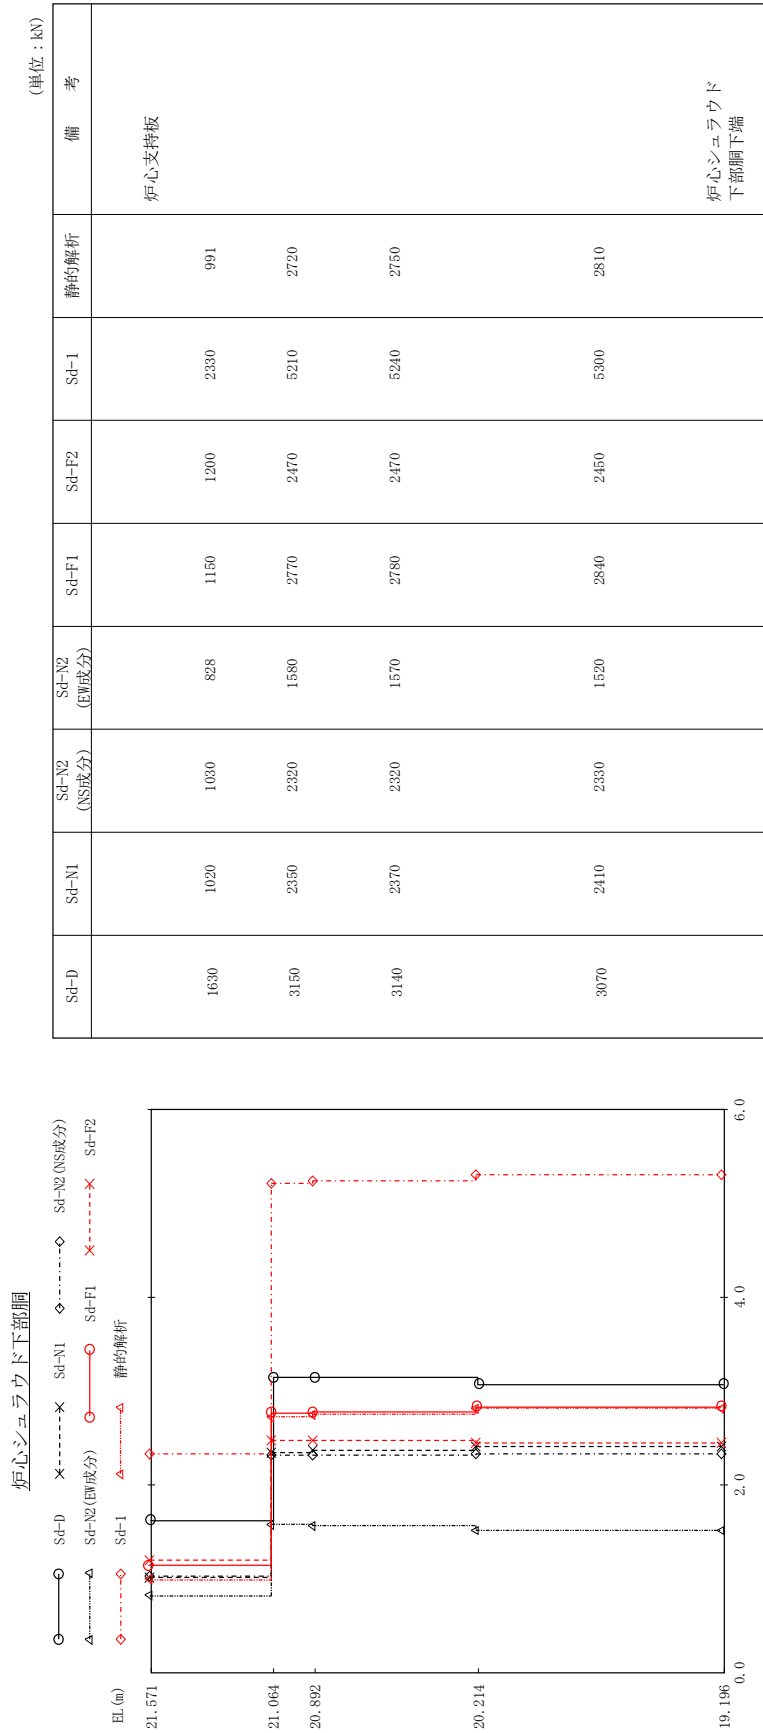 炉心シュラウド下部胴
Sd-D Sd-N1 Sd-N2(NS成分)
Sd-N2(EW成分) Sd-F1 Sd-F2
Sd-1 静的解析
EL(m)
21.571
21.064
20.892
20.214
19.196
0.0 2.0 4.0 6.0
(単位：kN)
Sd-D Sd-N1 Sd-N2 (NS成分) Sd-N2 (EW成分) Sd-F1 Sd-F2 Sd-1 静的解析 備 考
炉心支持板
1630 1020 1030 828 1150 1200 2330 991
3150 2350 2320 1580 2770 2470 5210 2720
3140 2370 2320 1570 2780 2470 5240 2750
3070 2410 2330 1520 2840 2450 5300 2810
炉心シュラウド
下部胴下端